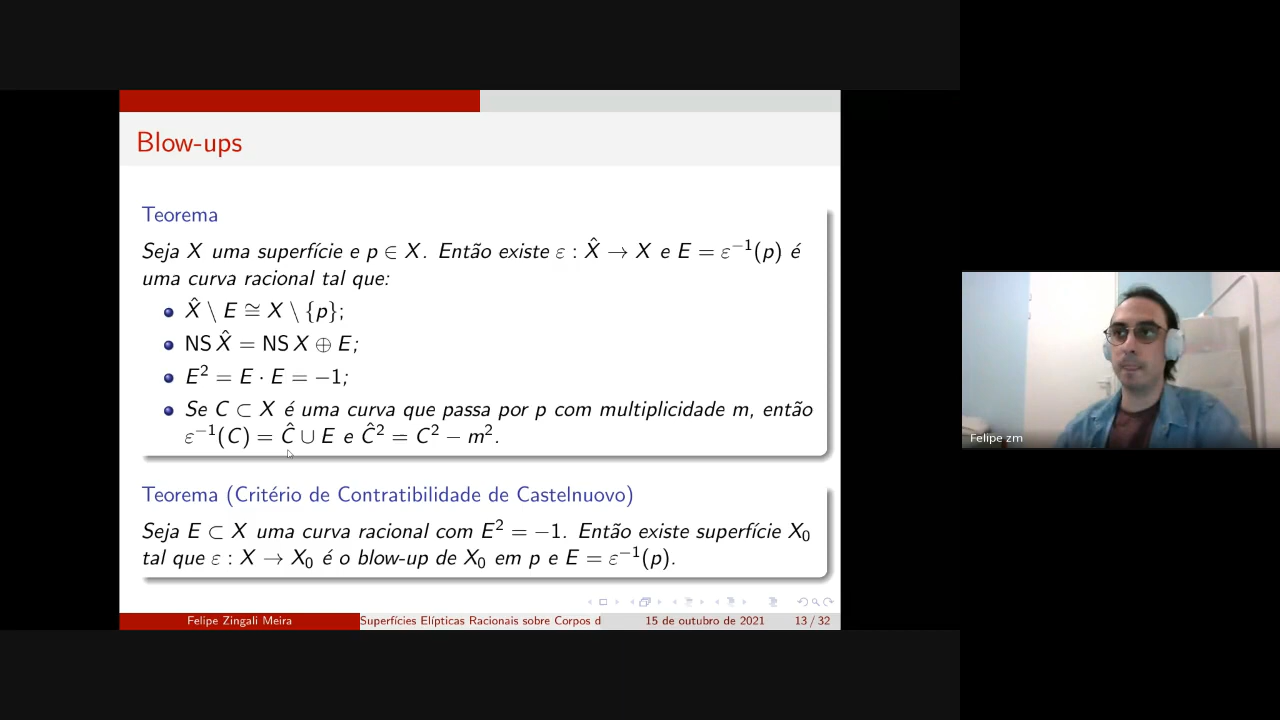 Blow-ups
Teorema
Seja X uma superfície e p ∈ X. Então existe ε : X̂ → X e E = ε⁻¹(p) é
uma curva racional tal que:
X̂ \ E ≅ X \ {p};
NS X̂ = NS X ⊕ E;
E² = E · E = −1;
Se C ⊂ X é uma curva que passa por p com multiplicidade m, então
ε⁻¹(C) = Ĉ ∪ E e Ĉ² = C² − m².
Teorema (Critério de Contratibilidade de Castelnuovo)
Seja E ⊂ X uma curva racional com E² = −1. Então existe superfície X₀
tal que ε : X → X₀ é o blow-up de X₀ em p e E = ε⁻¹(p).
Felipe Zingali Meira Superfícies Elípticas Racionais sobre Corpos d 15 de outubro de 2021 13 / 32
Felipe zm